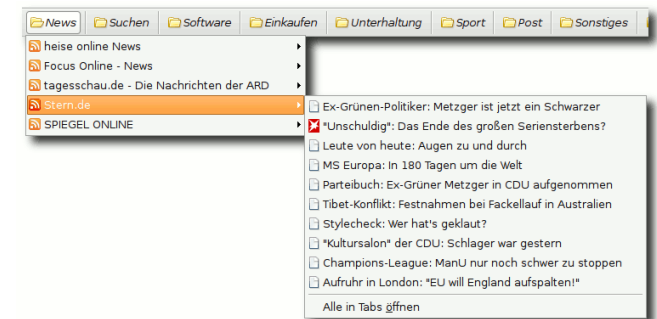 News Suchen Software Einkaufen Unterhaltung Sport Post Sonstiges
heise online News
Focus Online - News
tagesschau.de - Die Nachrichten der ARD
Stern.de
SPIEGEL ONLINE
Ex-Grünen-Politiker: Metzger ist jetzt ein Schwarzer
"Unschuldig": Das Ende des großen Seriensterbens?
Leute von heute: Augen zu und durch
MS Europa: In 180 Tagen um die Welt
Parteibuch: Ex-Grüner Metzger in CDU aufgenommen
Tibet-Konflikt: Festnahmen bei Fackellauf in Australien
Stylecheck: Wer hat's geklaut?
"Kultursalon" der CDU: Schlager war gestern
Champions-League: ManU nur noch schwer zu stoppen
Aufruhr in London: "EU will England aufspalten!"
Alle in Tabs öffnen